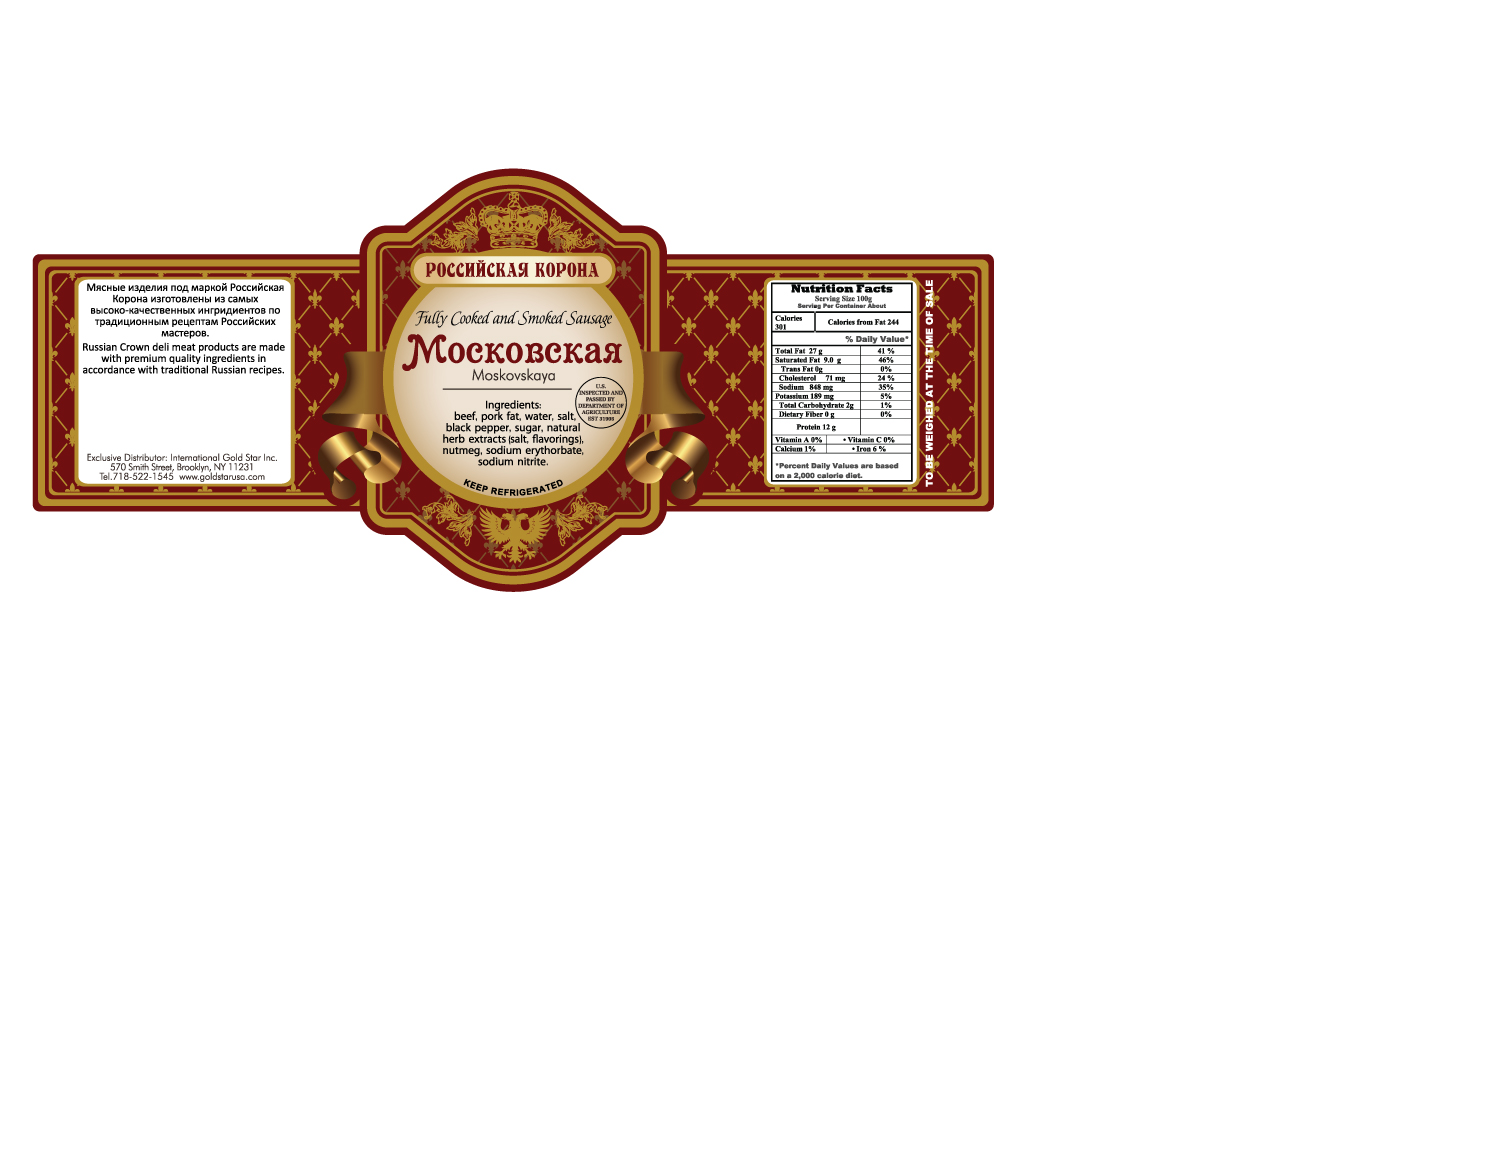 Мясные изделия под маркой Российская
Корона изготовлены из самых
высоко-качественных ингридиентов по
традиционным рецептам Российских
мастеров.
Russian Crown deli meat products are made
with premium quality ingredients in
accordance with traditional Russian recipes.
Exclusive Distributor: International Gold Star Inc.
570 Smith Street, Brooklyn, NY 11231
Tel.718-522-1545 www.goldstarusa.com
РОССИЙСКАЯ КОРОНА
Fully Cooked and Smoked Sausage
Московская
Moskovskaya
U.S.
INSPECTED AND
PASSED BY
DEPARTMENT OF
AGRICULTURE
EST 31906
Ingredients:
beef, pork fat, water, salt,
black pepper, sugar, natural
herb extracts (salt, flavorings),
nutmeg, sodium erythorbate,
sodium nitrite.
KEEP REFRIGERATED
Nutrition Facts
Serving Size 100g
Serving Per Container About
Calories
301
Calories from Fat 244
% Daily Value*
Total Fat 27 g 41 %
Saturated Fat 9.0 g 46%
Trans Fat 0g 0%
Cholesterol 71 mg 24 %
Sodium 848 mg 35%
Potassium 189 mg 5%
Total Carbohydrate 2g 1%
Dietary Fiber 0 g 0%
Protein 12 g
Vitamin A 0% • Vitamin C 0%
Calcium 1% • Iron 6 %
*Percent Daily Values are based
on a 2,000 calorie diet.
TO BE WEIGHED AT THE TIME OF SALE